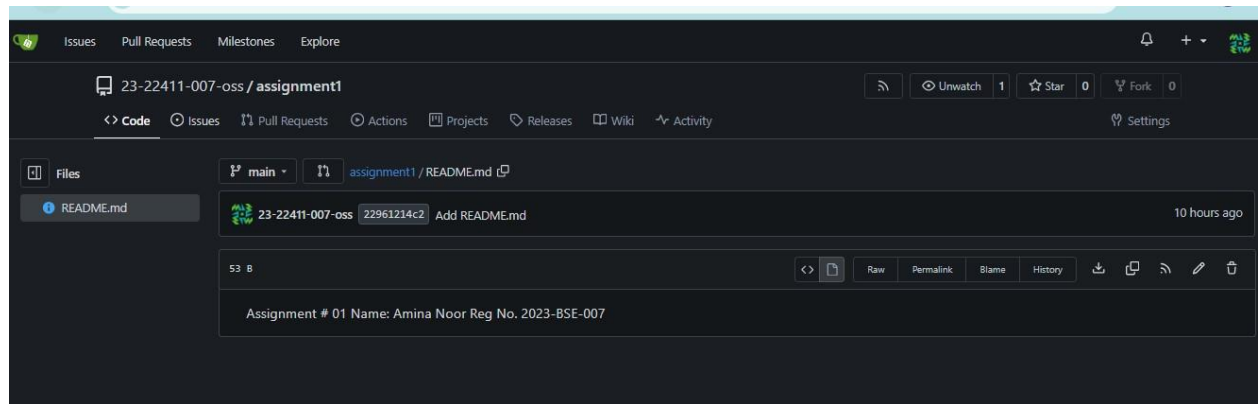 Issues Pull Requests Milestones Explore
23-22411-007-oss / assignment1 Unwatch 1 Star 0 Fork 0
Code Issues Pull Requests Actions Projects Releases Wiki Activity Settings
Files main assignment1 / README.md
README.md
23-22411-007-oss 22961214c2 Add README.md 10 hours ago
53 B Raw Permalink Blame History
Assignment # 01 Name: Amina Noor Reg No. 2023-BSE-007